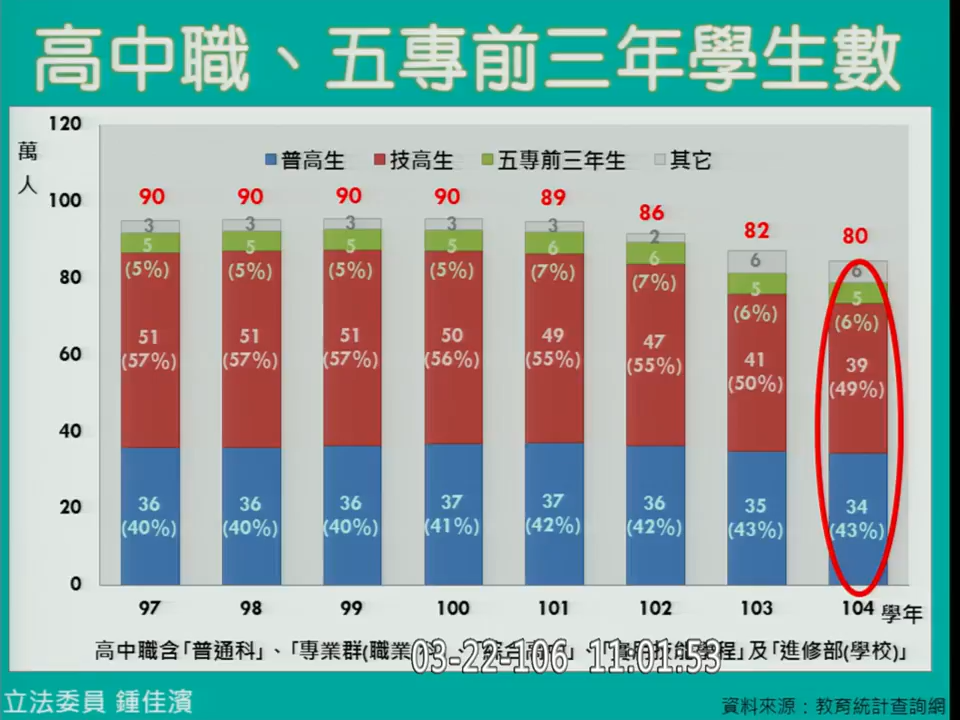 高中職、五專前三年學生數
萬人
120
100
80
60
40
20
0
普高生 技高生 五專前三年生 其它
90 90 90 90 89 86 82 80
3 3 3 3 3 2 6 6
5 5 5 5 6 6 5 5
(5%) (5%) (5%) (5%) (7%) (7%) (6%) (6%)
51 51 51 50 49 47 41 39
(57%) (57%) (57%) (56%) (55%) (55%) (50%) (49%)
36 36 36 37 37 36 35 34
(40%) (40%) (40%) (41%) (42%) (42%) (43%) (43%)
97 98 99 100 101 102 103 104 學年
高中職含「普通科」、「專業群(職業 及「進修部(學校)」
03-22-106 11:01:53
立法委員 鍾佳濱
資料來源：教育統計查詢網